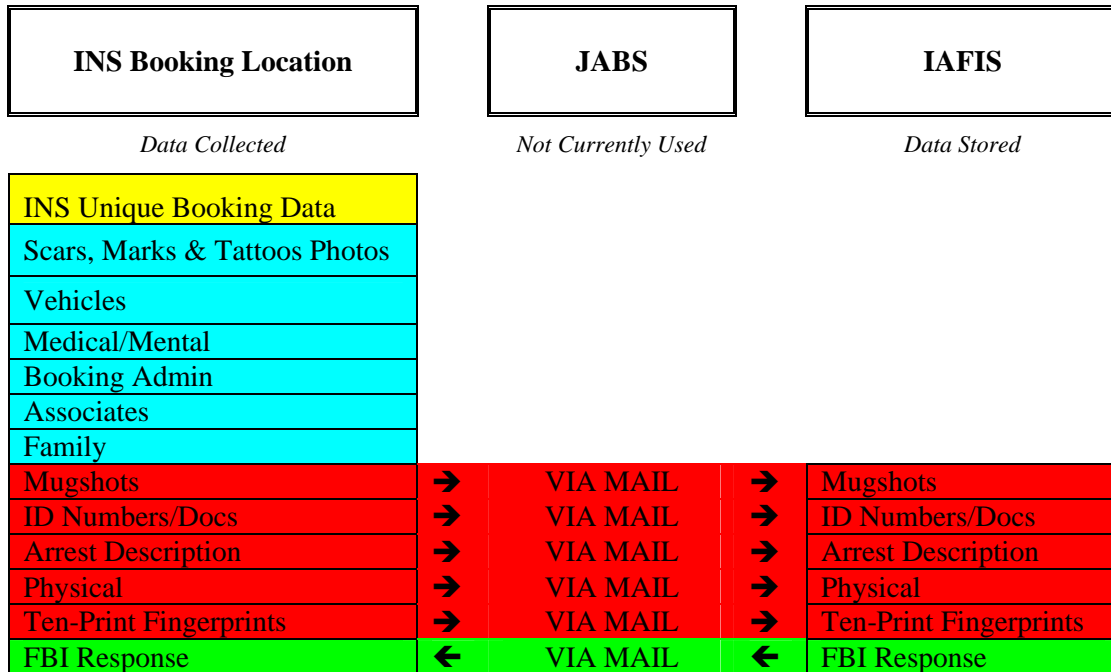 INS Booking Location JABS IAFIS
Data Collected Not Currently Used Data Stored
INS Unique Booking Data
Scars, Marks & Tattoos Photos
Vehicles
Medical/Mental
Booking Admin
Associates
Family
Mugshots ➔ VIA MAIL ➔ Mugshots
ID Numbers/Docs ➔ VIA MAIL ➔ ID Numbers/Docs
Arrest Description ➔ VIA MAIL ➔ Arrest Description
Physical ➔ VIA MAIL ➔ Physical
Ten-Print Fingerprints ➔ VIA MAIL ➔ Ten-Print Fingerprints
FBI Response 🡸 VIA MAIL 🡸 FBI Response